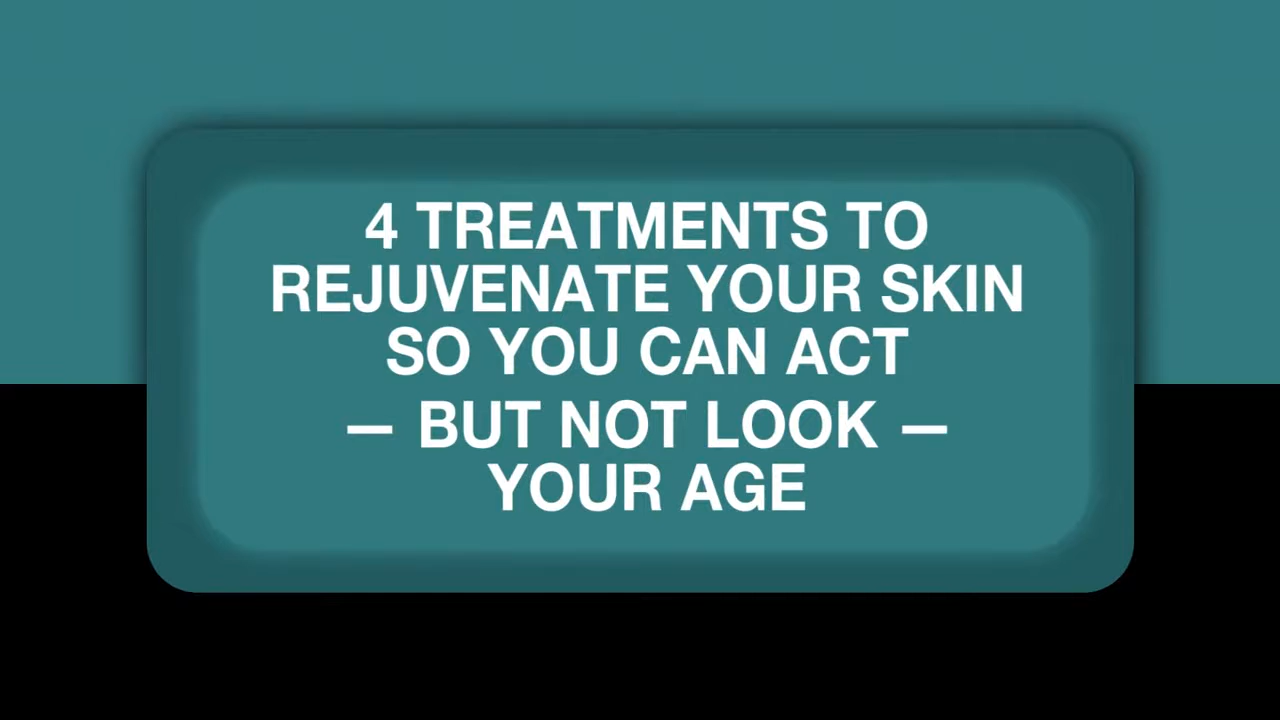 4 TREATMENTS TO
REJUVENATE YOUR SKIN
SO YOU CAN ACT
— BUT NOT LOOK —
YOUR AGE